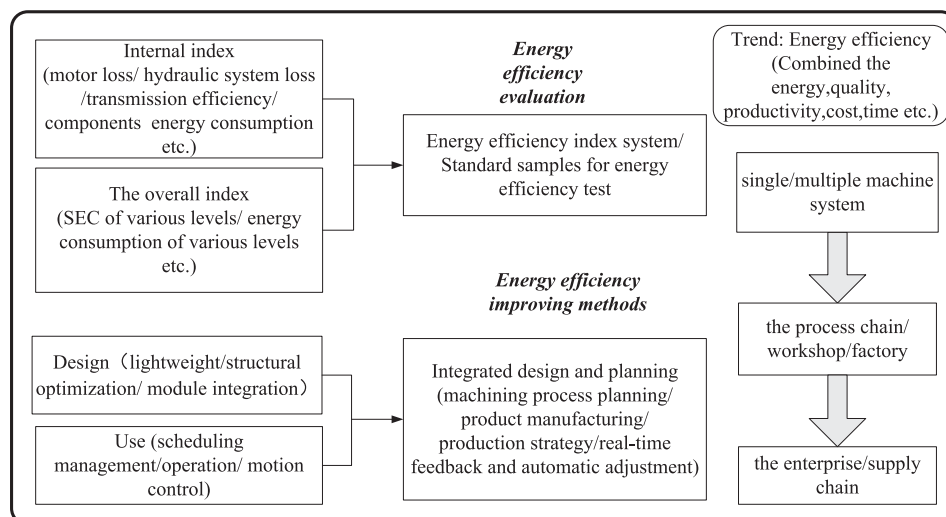 Internal index
(motor loss/ hydraulic system loss
/transmission efficiency/
components  energy consumption
etc.)
The overall index
(SEC of various levels/ energy
consumption of various levels
etc.)
Energy
efficiency
evaluation
Energy efficiency index system/
Standard samples for energy
efficiency test
Energy efficiency
improving methods
Design（lightweight/structural
optimization/ module integration）
Use (scheduling
management/operation/ motion
control)
Integrated design and planning
(machining process planning/
product manufacturing/
production strategy/real-time
feedback and automatic adjustment)
Trend: Energy efficiency
(Combined the
energy,quality,
productivity,cost,time etc.)
single/multiple machine
system
the process chain/
workshop/factory
the enterprise/supply
chain